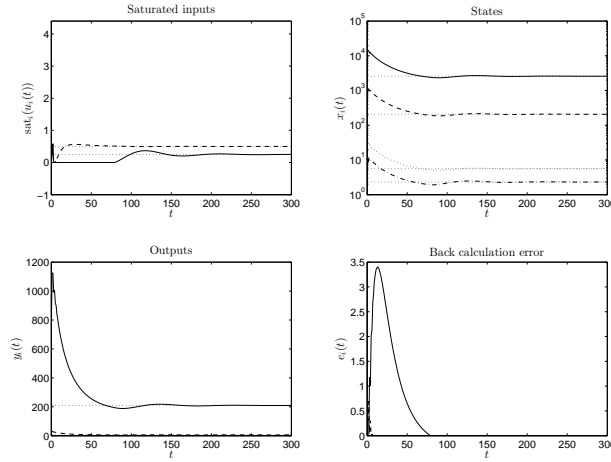 Saturated inputs
4
3
2
1
0
−1
0 50 100 150 200 250 300
t
sat_i(u_i(t))
States
10^5
10^4
10^3
10^2
10^1
10^0
0 50 100 150 200 250 300
t
x_i(t)
Outputs
1200
1000
800
600
400
200
0
0 50 100 150 200 250 300
t
y_i(t)
Back calculation error
3.5
3
2.5
2
1.5
1
0.5
0
0 50 100 150 200 250 300
t
e_i(t)